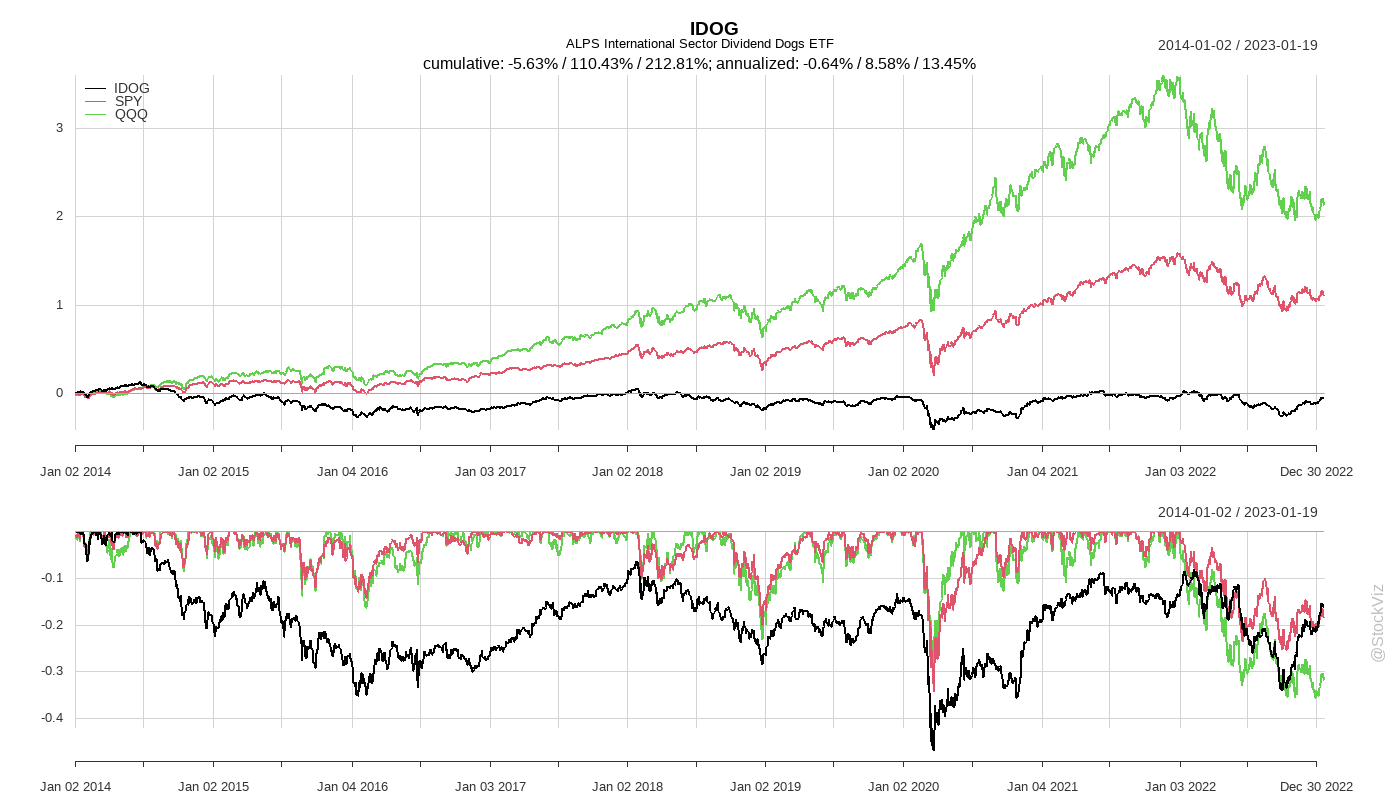 IDOG
ALPS International Sector Dividend Dogs ETF
2014-01-02 / 2023-01-19
cumulative: -5.63% / 110.43% / 212.81%; annualized: -0.64% / 8.58% / 13.45%
IDOG
SPY
QQQ
3
2
1
0
Jan 02 2014 Jan 02 2015 Jan 04 2016 Jan 03 2017 Jan 02 2018 Jan 02 2019 Jan 02 2020 Jan 04 2021 Jan 03 2022 Dec 30 2022
2014-01-02 / 2023-01-19
-0.1
-0.2
-0.3
-0.4
Jan 02 2014 Jan 02 2015 Jan 04 2016 Jan 03 2017 Jan 02 2018 Jan 02 2019 Jan 02 2020 Jan 04 2021 Jan 03 2022 Dec 30 2022
@StockViz